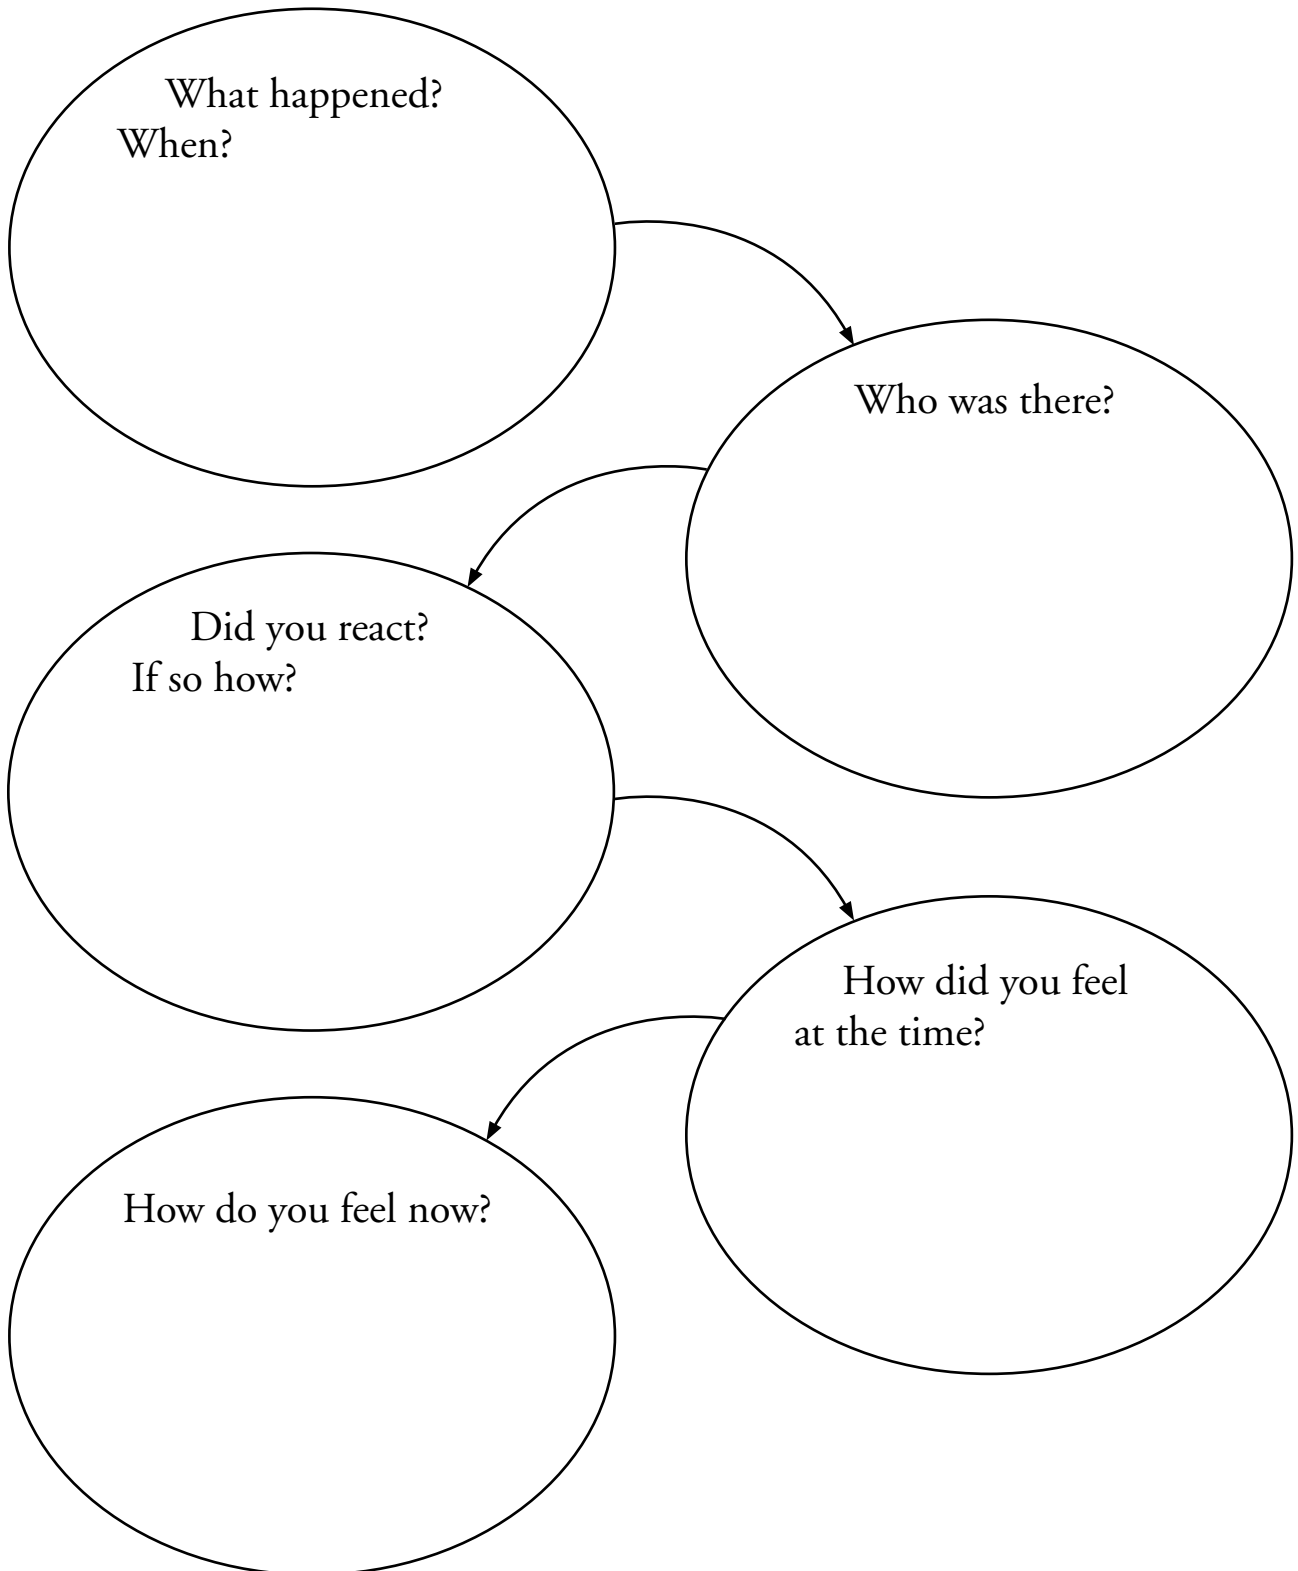 What happened?
When?
Who was there?
Did you react?
If so how?
How did you feel
at the time?
How do you feel now?